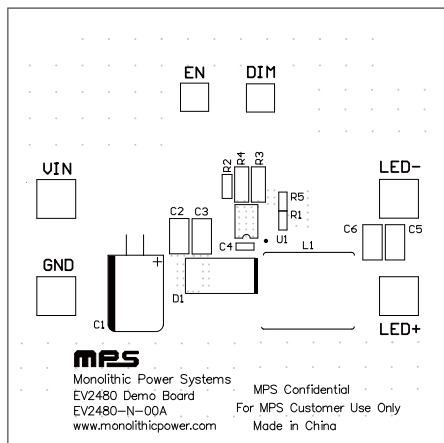 EN DIM
VIN
LED-
R2
R4
R3
R5
R1
C2 C3
C4
U1
L1
C6 C5
GND
+
D1
C1
LED+
mps
Monolithic Power Systems
EV2480 Demo Board
EV2480-N-00A
www.monolithicpower.com
MPS Confidential
For MPS Customer Use Only
Made in China